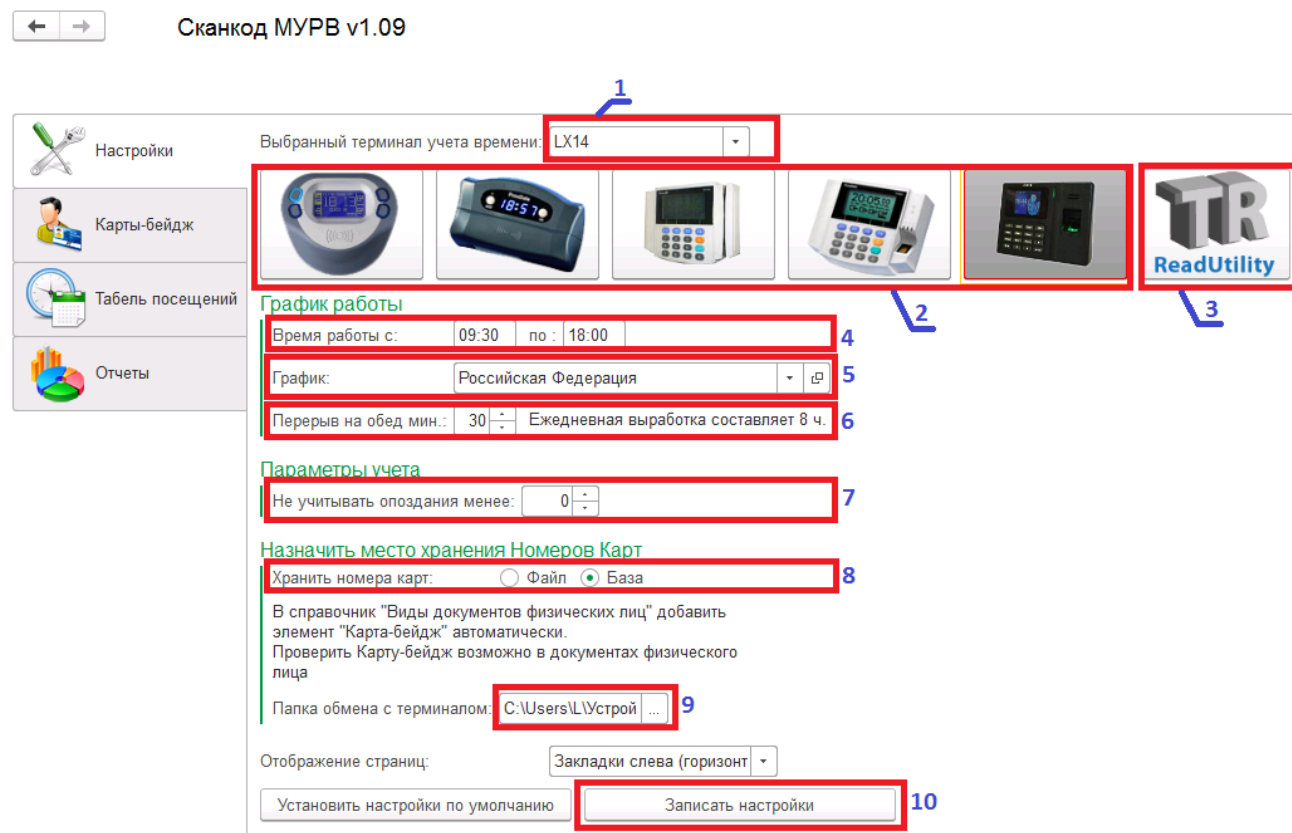 Сканкод МУРВ v1.09
1
Настройки
Карты-бейдж
Табель посещений
Отчеты
Выбранный терминал учета времени: LX14
18:57
20:05
TR
ReadUtility
2
3
График работы
Время работы с: 09:30 по : 18:00
4
График: Российская Федерация
5
Перерыв на обед мин.: 30 Ежедневная выработка составляет 8 ч.
6
Параметры учета
Не учитывать опоздания менее: 0
7
Назначить место хранения Номеров Карт
Хранить номера карт: Файл База
8
В справочник "Виды документов физических лиц" добавить
элемент "Карта-бейдж" автоматически.
Проверить Карту-бейдж возможно в документах физического
лица
Папка обмена с терминалом: C:\Users\L\Устрой ...
9
Отображение страниц: Закладки слева (горизонт
Установить настройки по умолчанию Записать настройки
10